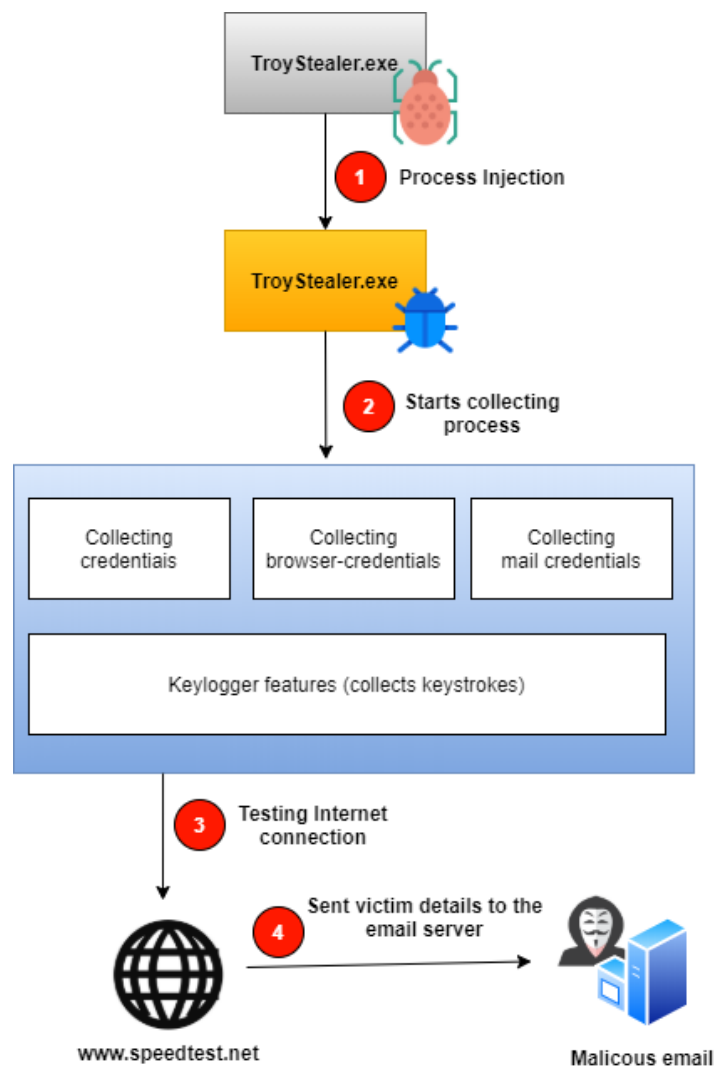 TroyStealer.exe
1
Process Injection
TroyStealer.exe
2
Starts collecting
process
Collecting
credentiais
Collecting
browser-credentials
Collecting
mail credentials
Keylogger features (collects keystrokes)
3
Testing Internet
connection
4
Sent victim details to the
email server
www.speedtest.net
Malicous email